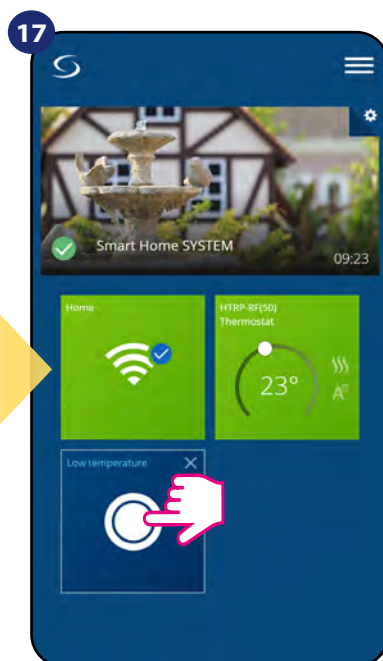 17
Smart Home SYSTEM
09:23
Home
HTRP-RF(50)
Thermostat
23°
Low temperature